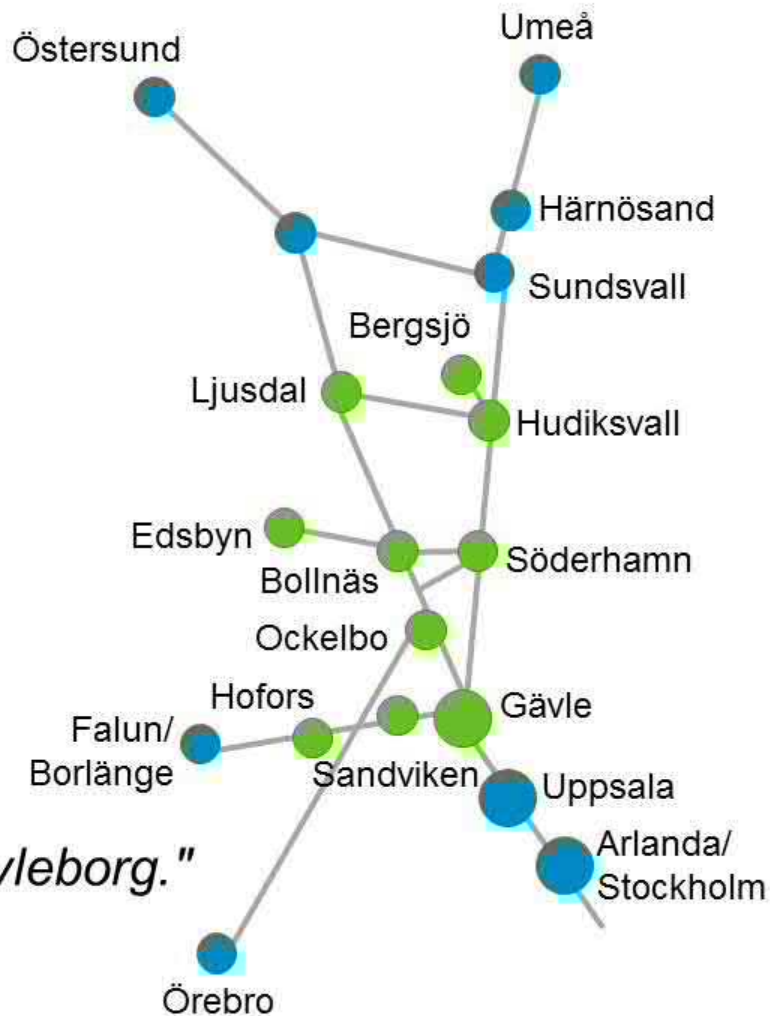 Umeå
Östersund
Härnösand
Sundsvall
Bergsjö
Ljusdal
Hudiksvall
Edsbyn
Söderhamn
Bollnäs
Ockelbo
Hofors
Gävle
Falun/
Borlänge
Sandviken
Uppsala
Arlanda/
Stockholm
yleborg."
Örebro